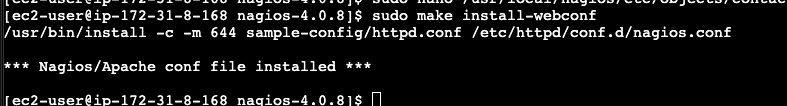 [ec2-user@ip-172-31-8-168 nagios-4.0.8]$ sudo nano /usr/local/nagios/etc/objects/contac
[ec2-user@ip-172-31-8-168 nagios-4.0.8]$ sudo make install-webconf
/usr/bin/install -c -m 644 sample-config/httpd.conf /etc/httpd/conf.d/nagios.conf
*** Nagios/Apache conf file installed ***
[ec2-user@ip-172-31-8-168 nagios-4.0.8]$